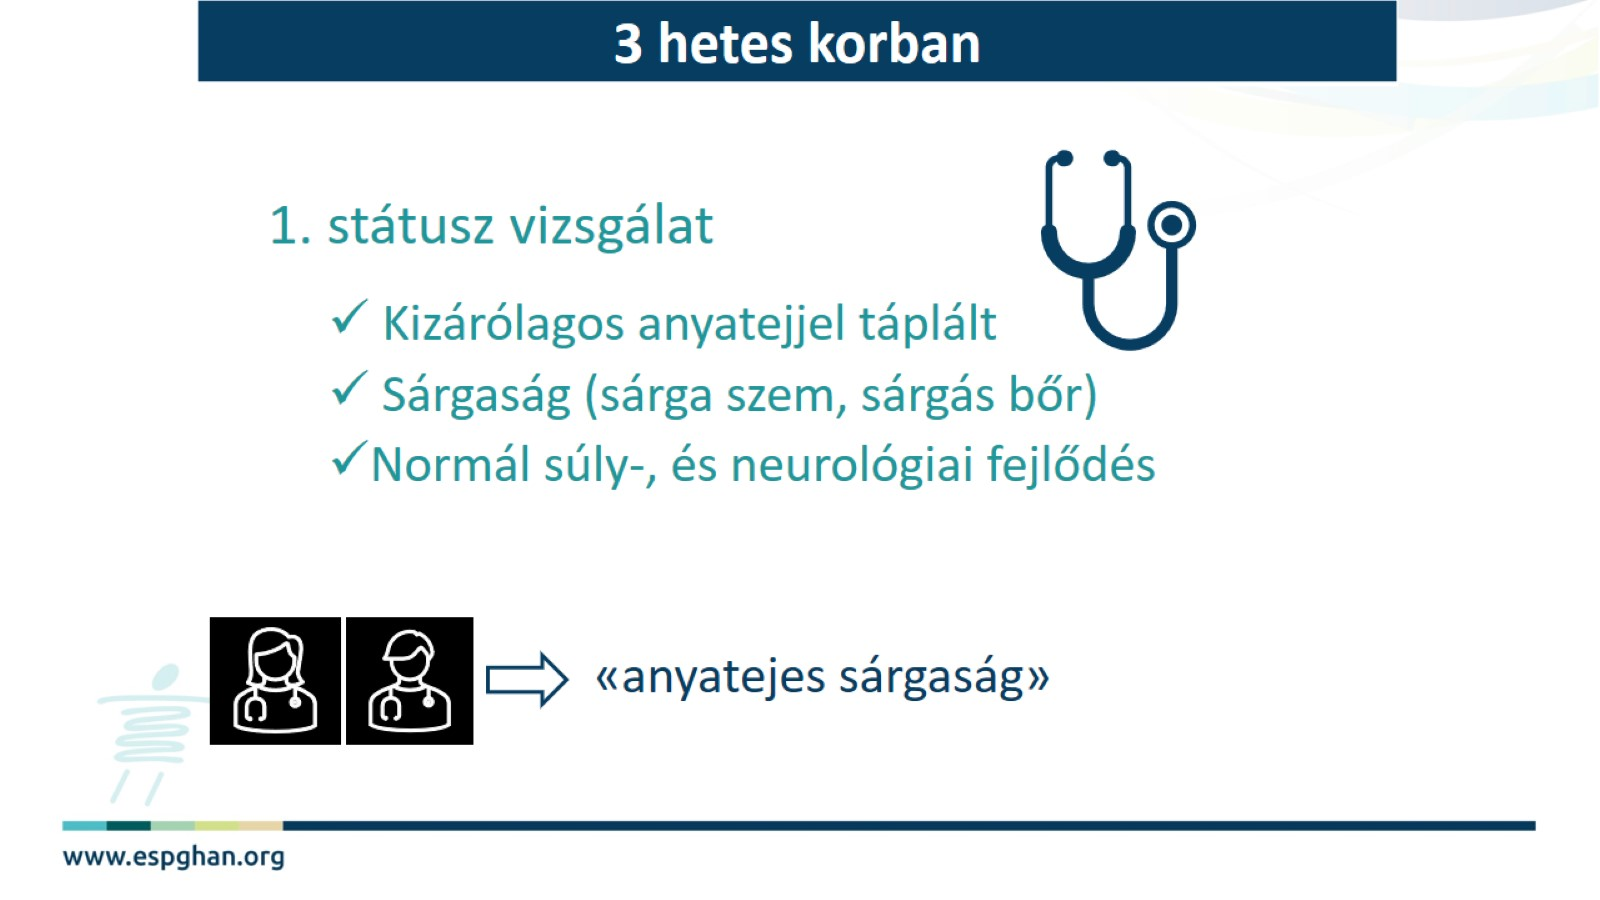 3 hetes korban
1. státusz vizsgálat
✓ Kizárólagos anyatejjel táplált
✓ Sárgaság (sárga szem, sárgás bőr)
✓Normál súly-, és neurológiai fejlődés
«anyatejes sárgaság»
www.espghan.org